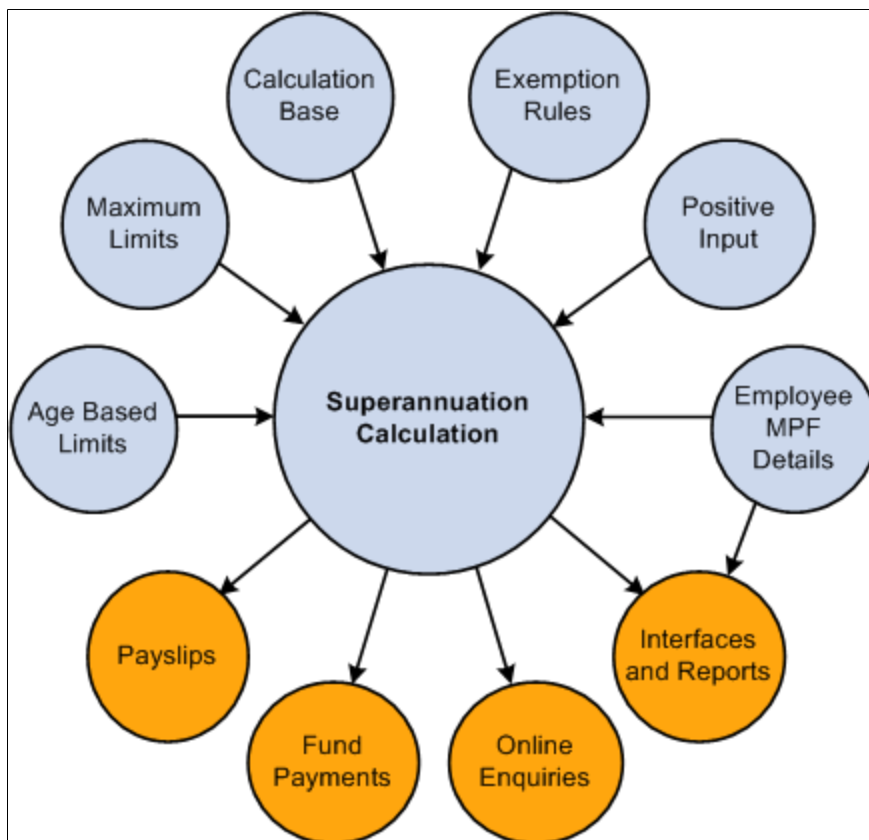 Calculation
Base
Exemption
Rules
Maximum
Limits
Positive
Input
Age Based
Limits
Superannuation
Calculation
Employee
MPF
Details
Payslips
Fund
Payments
Online
Enquiries
Interfaces
and Reports